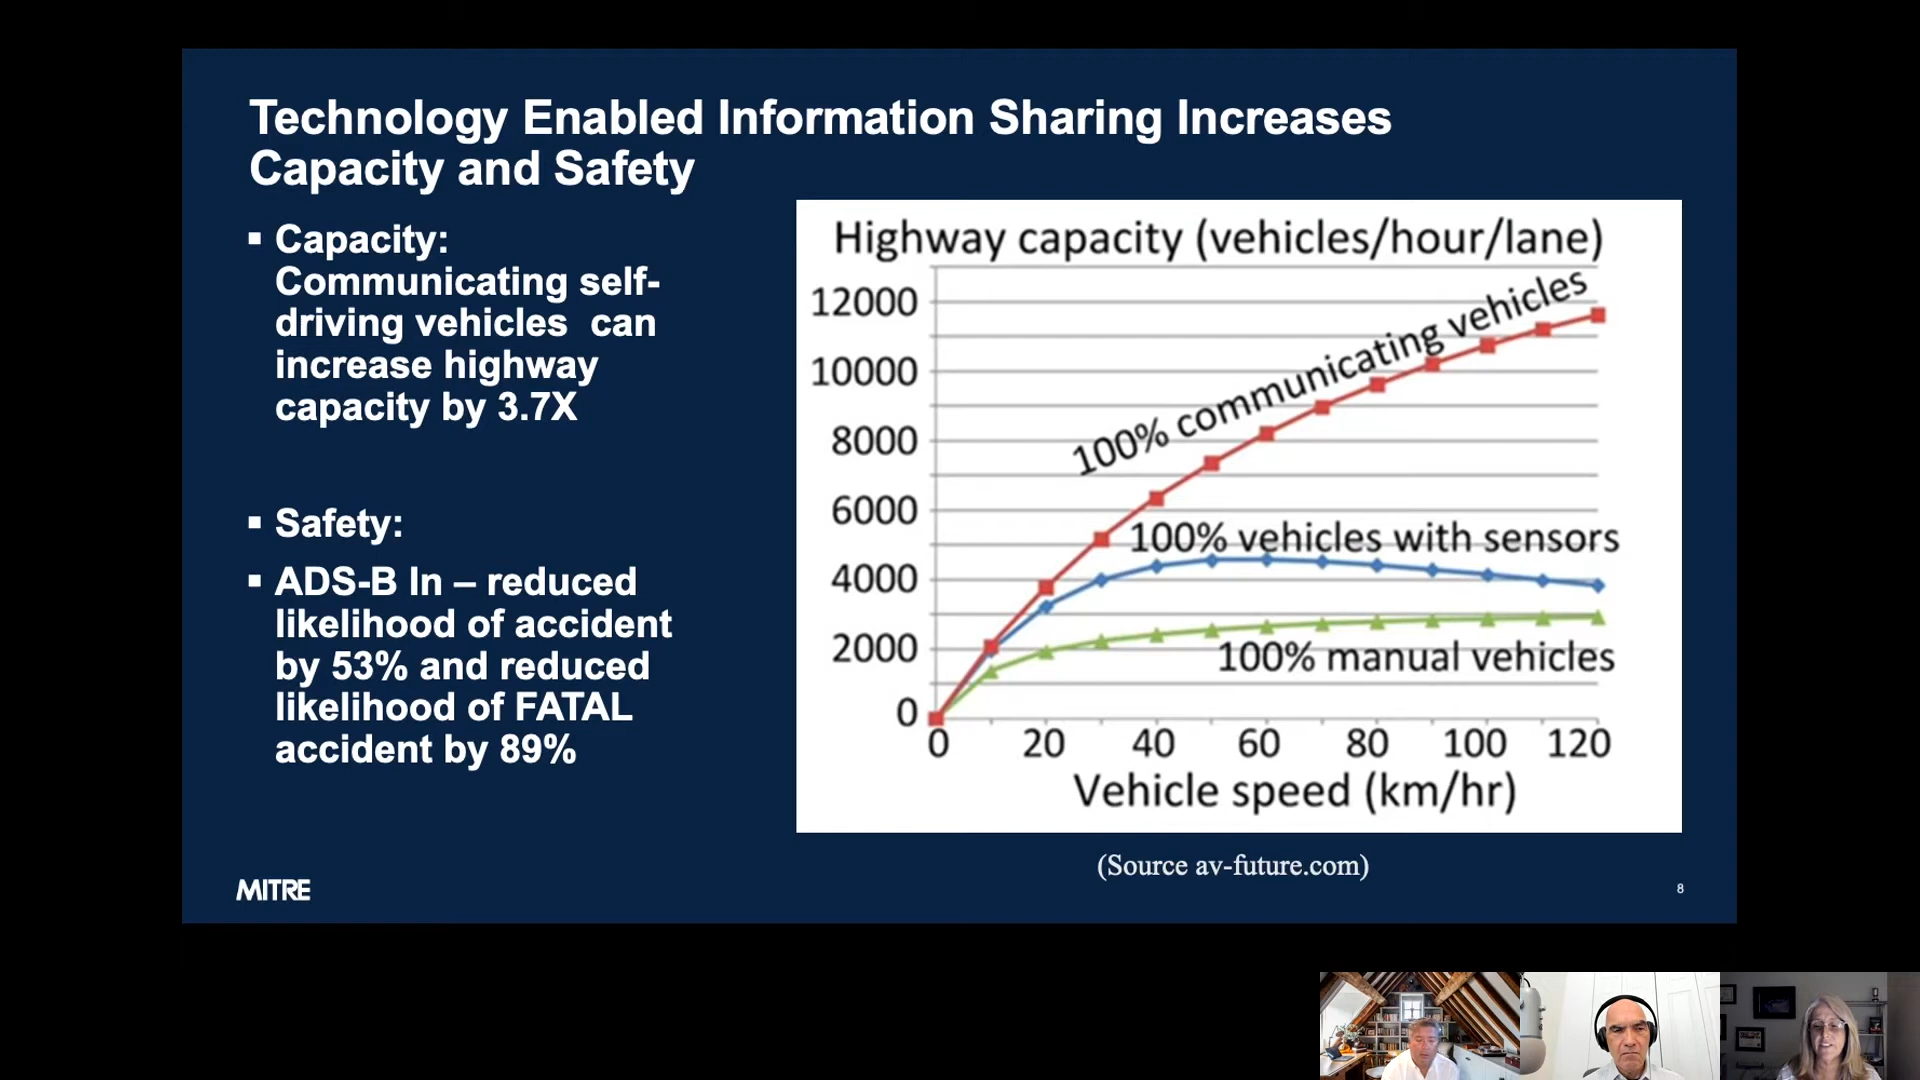 Technology Enabled Information Sharing Increases
Capacity and Safety
▪ Capacity:
Communicating self-
driving vehicles can
increase highway
capacity by 3.7X
▪ Safety:
▪ ADS-B In – reduced
likelihood of accident
by 53% and reduced
likelihood of FATAL
accident by 89%
Highway capacity (vehicles/hour/lane)
12000
10000
8000
6000
4000
2000
0
100% communicating vehicles
100% vehicles with sensors
100% manual vehicles
0 20 40 60 80 100 120
Vehicle speed (km/hr)
(Source av-future.com)
MITRE
8